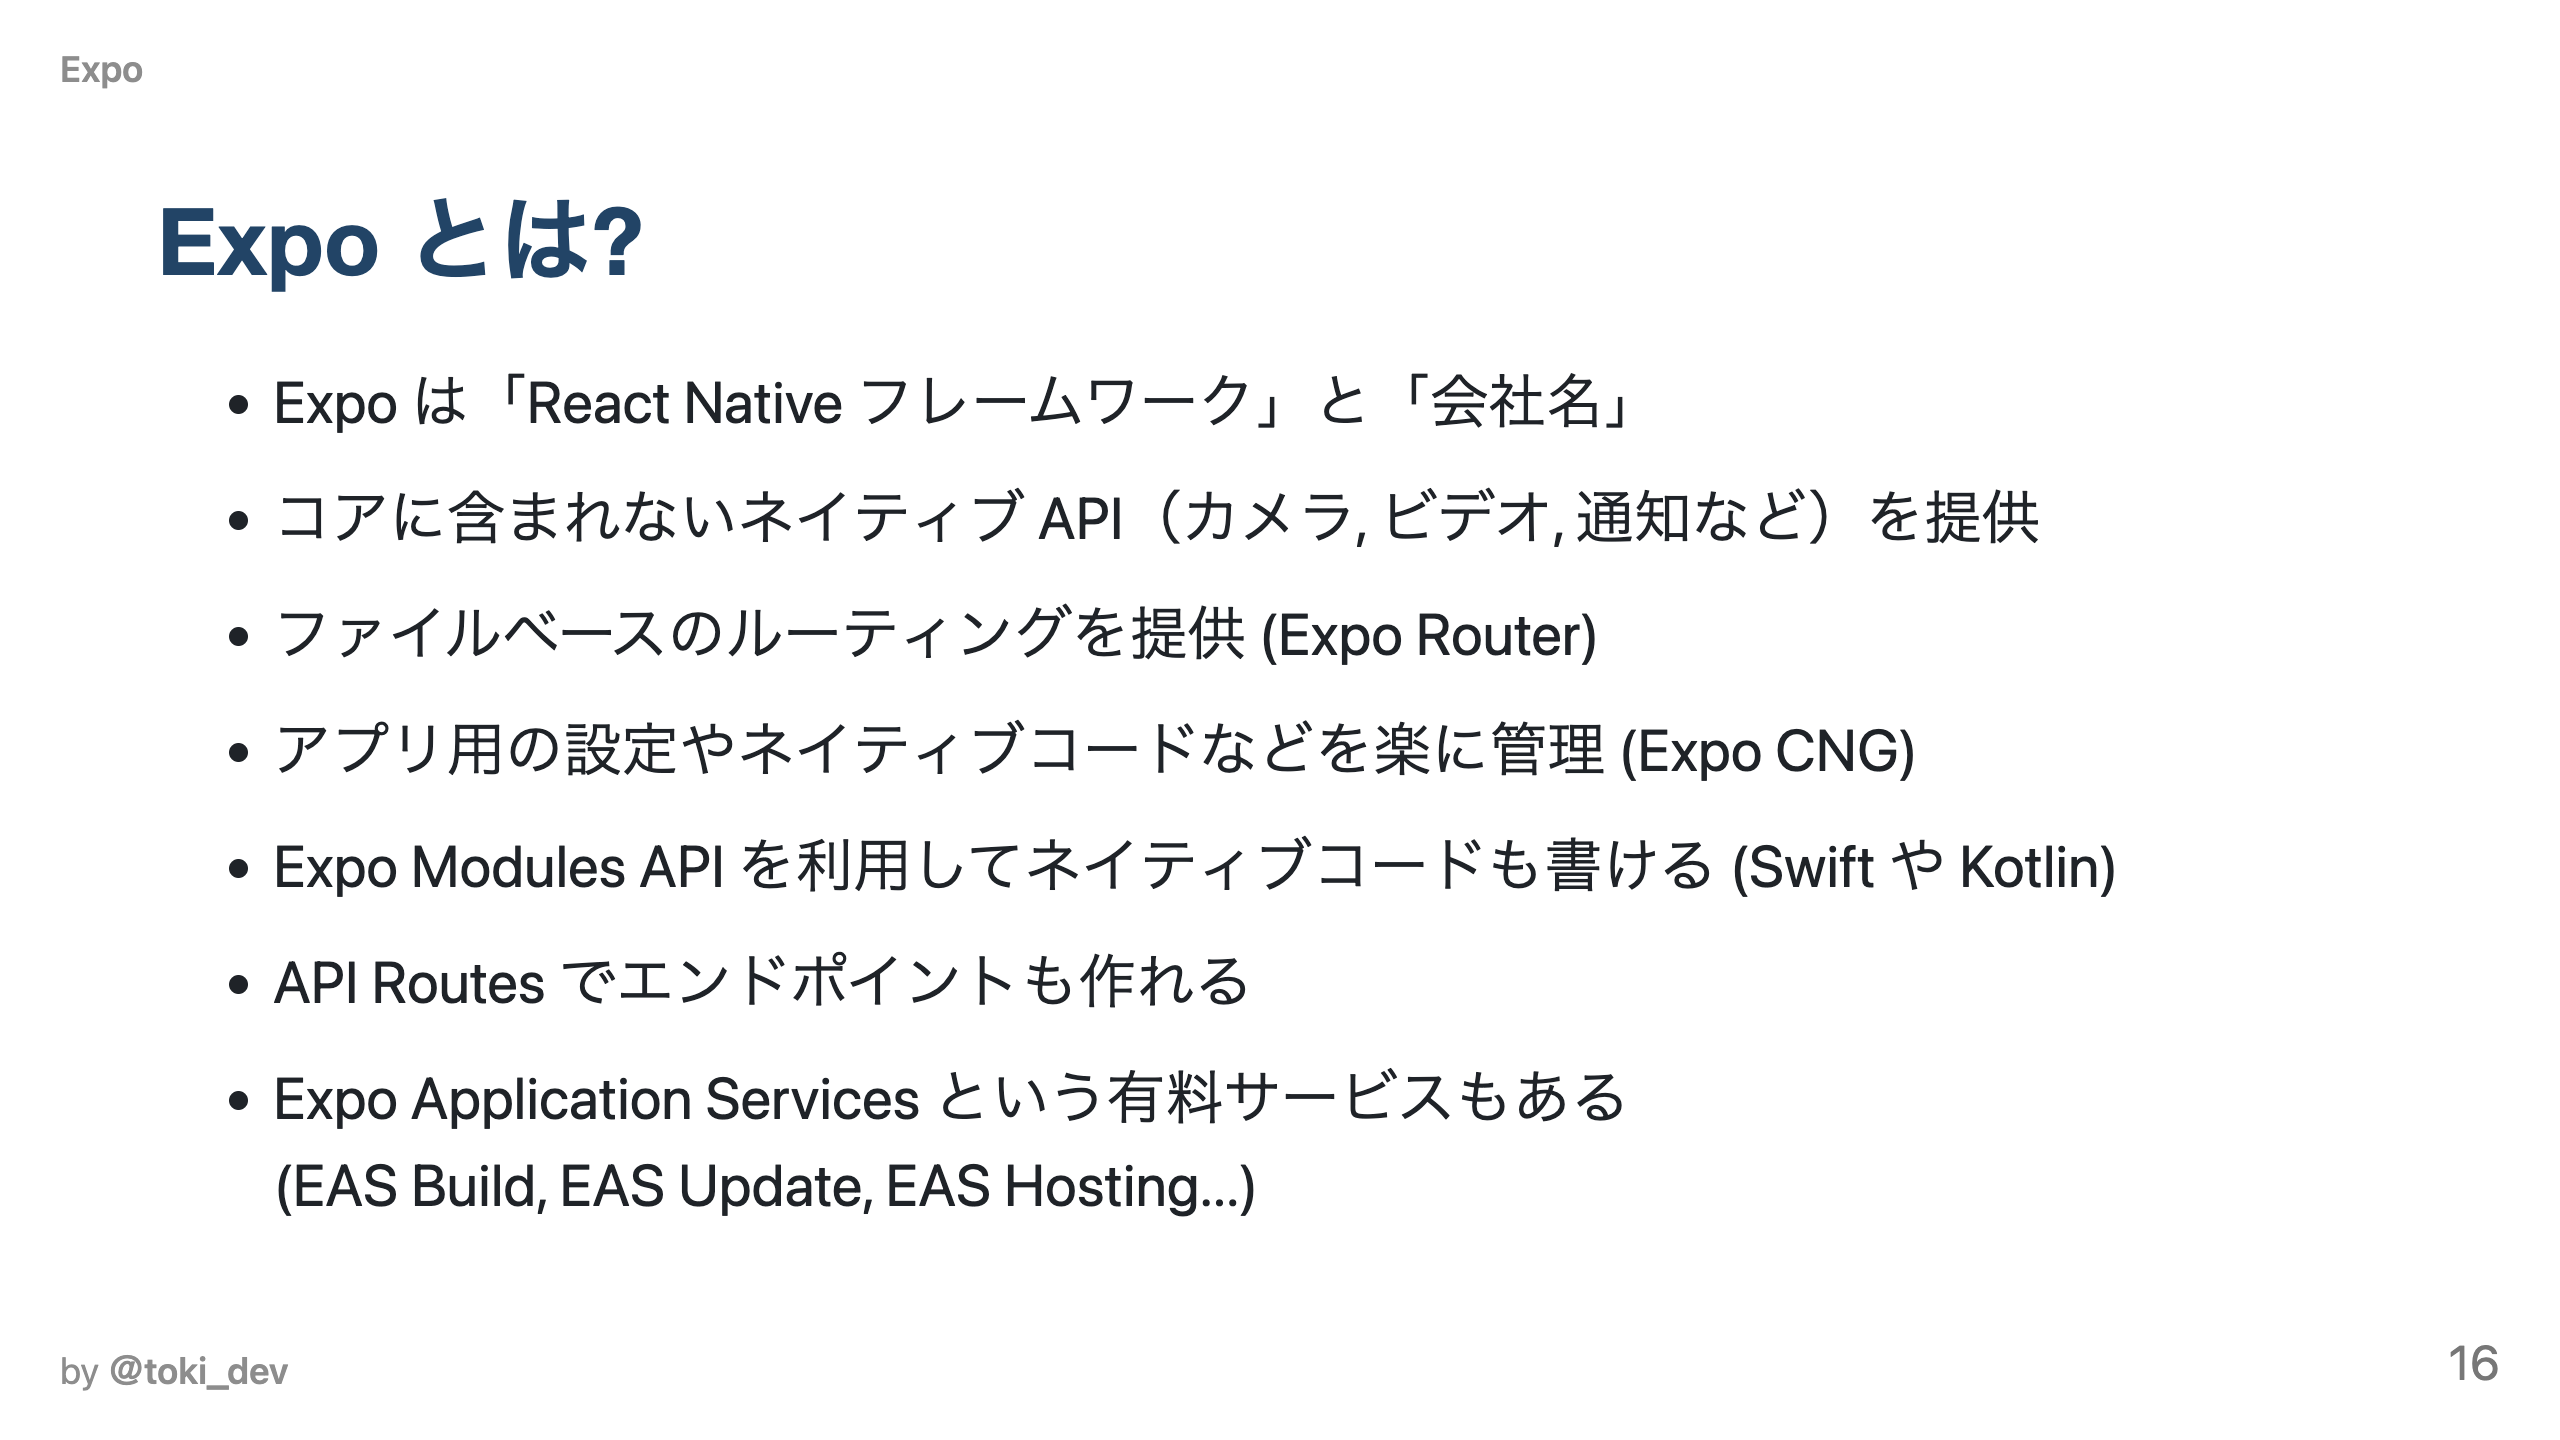 Expo
Expo とは?
• Expo は「React Native フレームワーク」と「会社名」
• コアに含まれないネイティブ API（カメラ, ビデオ, 通知など）を提供
• ファイルベースのルーティングを提供 (Expo Router)
• アプリ用の設定やネイティブコードなどを楽に管理 (Expo CNG)
• Expo Modules API を利用してネイティブコードも書ける (Swift や Kotlin)
• API Routes でエンドポイントも作れる
• Expo Application Services という有料サービスもある
(EAS Build, EAS Update, EAS Hosting...)
by @toki_dev
16